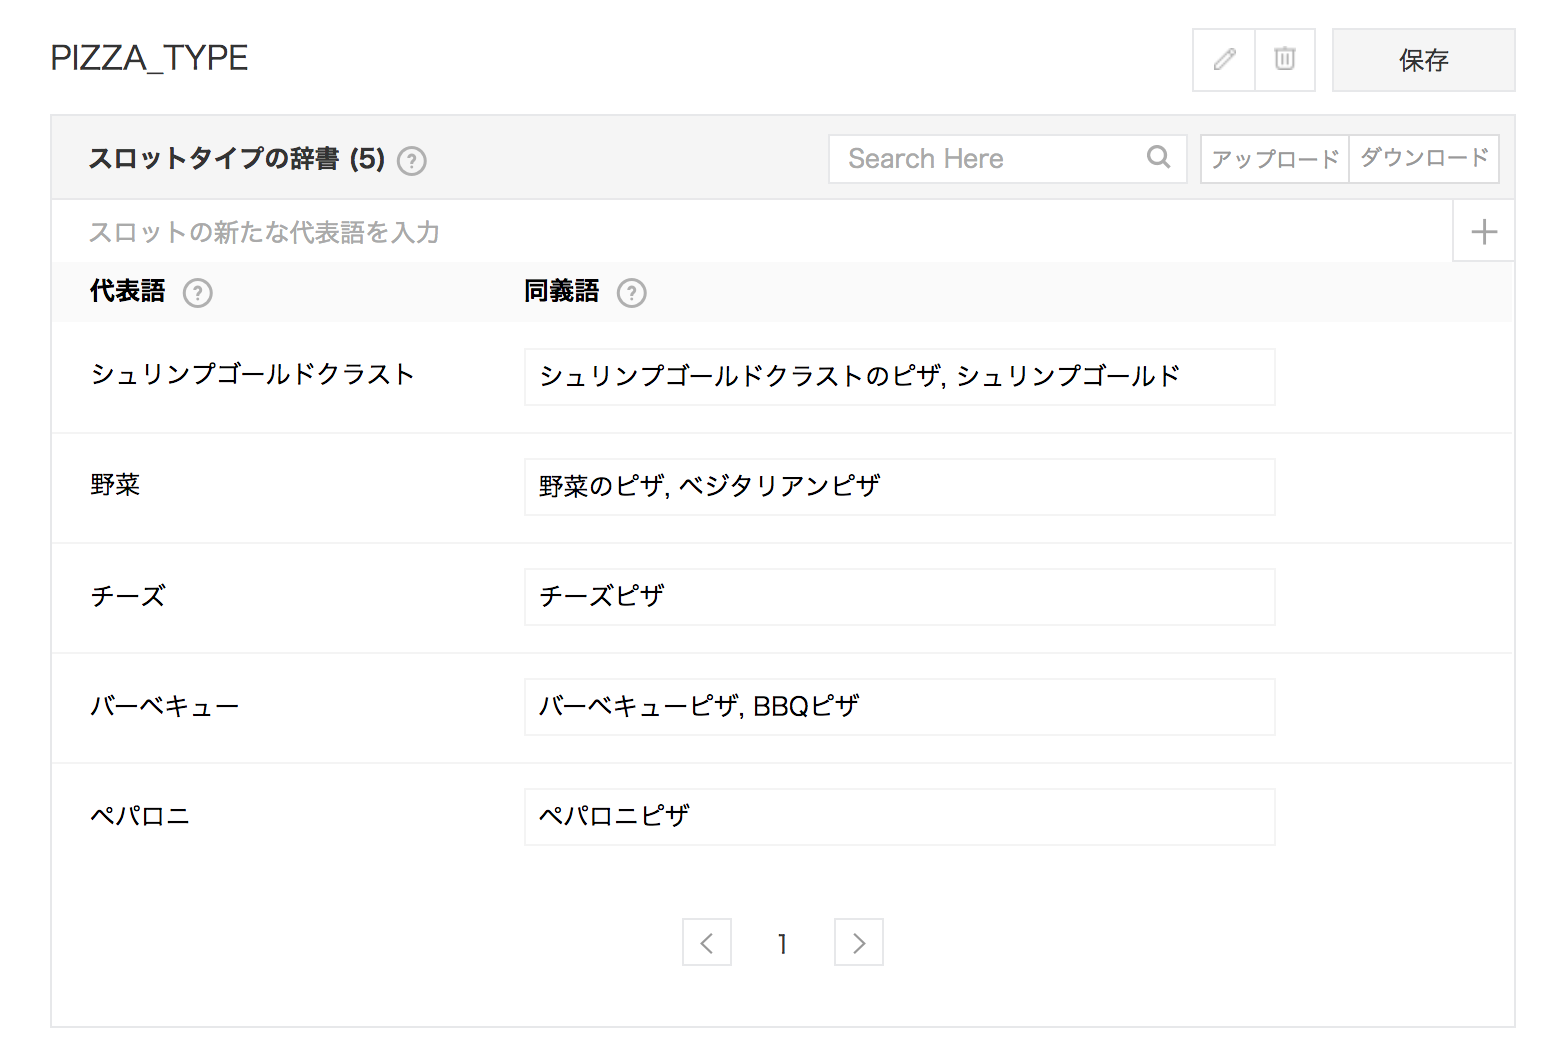 PIZZA_TYPE
保存
スロットタイプの辞書 (5) ?
Search Here
アップロード
ダウンロード
スロットの新たな代表語を入力
代表語 ? 同義語 ?
シュリンプゴールドクラスト シュリンプゴールドクラストのピザ, シュリンプゴールド
野菜 野菜のピザ, ベジタリアンピザ
チーズ チーズピザ
バーベキュー バーベキューピザ, BBQピザ
ペパロニ ペパロニピザ
1